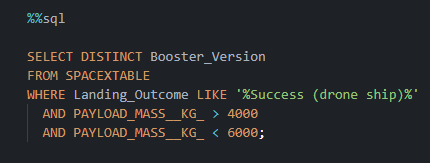 %%sql
SELECT DISTINCT Booster_Version
FROM SPACEXTABLE
WHERE Landing_Outcome LIKE '%Success (drone ship)%'
AND PAYLOAD_MASS__KG_ > 4000
AND PAYLOAD_MASS__KG_ < 6000;